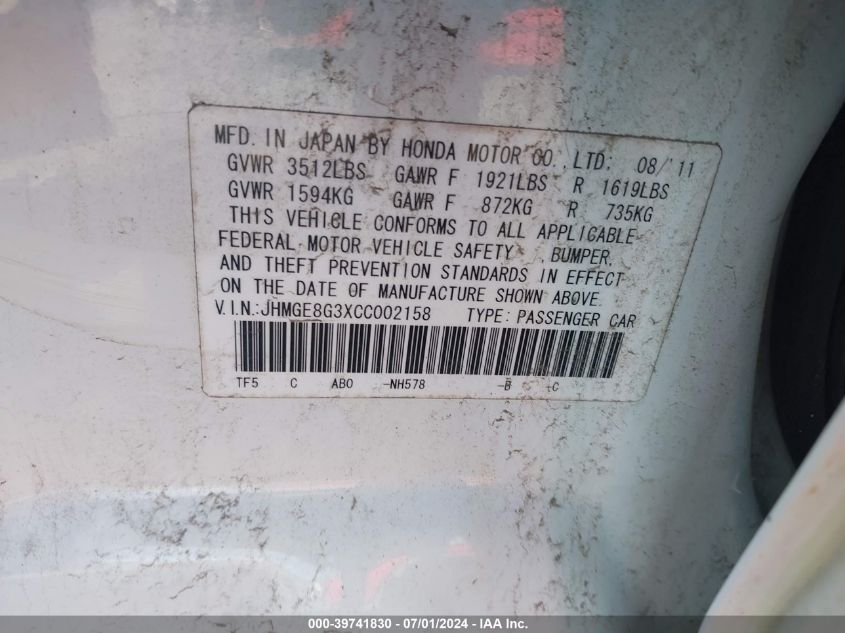 MFD. IN JAPAN BY HONDA MOTOR CO., LTD. 08/'11
GVWR 3512LBS GAWR F 1921LBS R 1619LBS
GVWR 1594KG GAWR F 872KG R 735KG
THIS VEHICLE CONFORMS TO ALL APPLICABLE
FEDERAL MOTOR VEHICLE SAFETY, BUMPER,
AND THEFT PREVENTION STANDARDS IN EFFECT
ON THE DATE OF MANUFACTURE SHOWN ABOVE.
V.I.N.:JHMGE8G3XCC002158 TYPE: PASSENGER CAR
TF5 C AB0 -NH578 -B -C
000-39741830 - 07/01/2024 - IAA Inc.